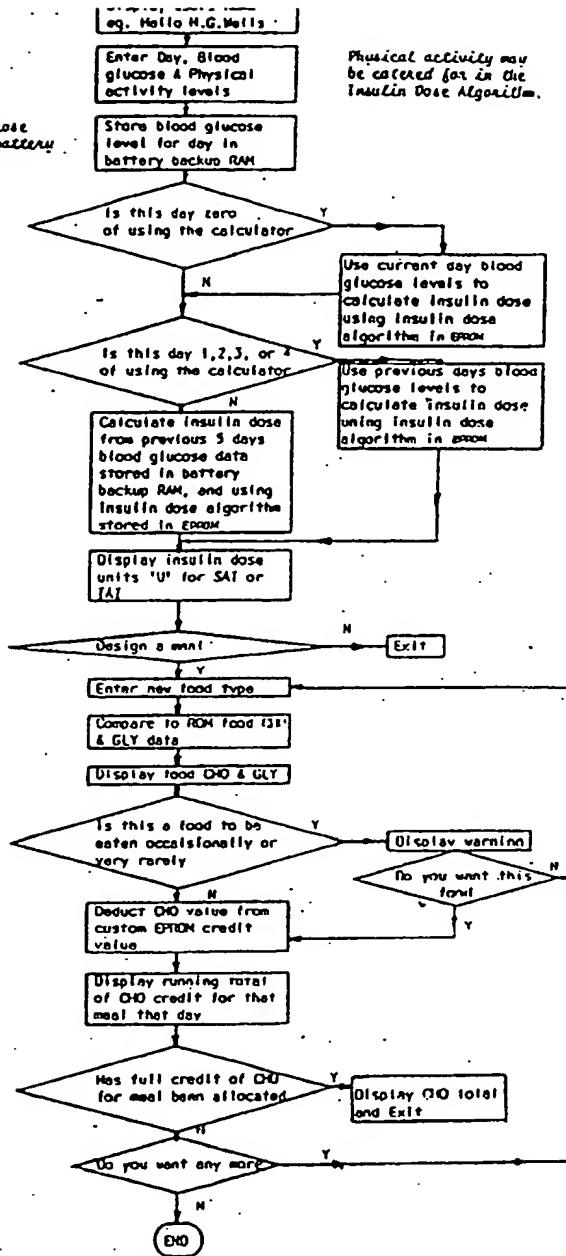 Display
eg. Hallo H.G.Wells
Enter Day, Blood
glucose & Physical
activity levels
Physical activity may
be catered for in the
Insulin Dose Algorithm.
ose
battery
Store blood glucose
level for day in
battery backup RAM
Is this day zero
of using the calculator
Y
N
Use current day blood
glucose levels to
calculate insulin dose
using insulin dose
algorithm in EPROM
Is this day 1,2,3, or 4
of using the calculator
Y
N
Use previous days blood
glucose levels to
calculate insulin dose
using insulin dose
algorithm in EPROM
Calculate insulin dose
from previous 5 days
blood glucose data
stored in battery
backup RAM, and using
insulin dose algorithm
stored in EPROM
Display insulin dose
units 'U' for SAI or
IAI
Design a meal
N
Exit
Y
Enter new food type
Compare to ROM food
& GLY data
Display food CHO & GLY
Is this a food to be
eaten occaisionally or
very rarely
Y
Display warning
N
Do you want this
food
N
Y
Deduct CHO value from
custom EPROM credit
value
Display running total
of CHO credit for that
meal that day
Has full credit of CHO
for meal been allocated
Y
Display CHO total
and Exit
N
Do you want any more
Y
N
END